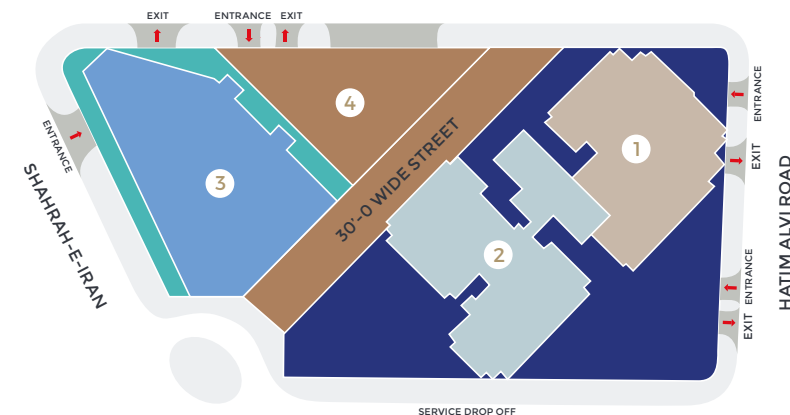 EXIT
ENTRANCE
EXIT
ENTRANCE
EXIT
ENTRANCE
SHAHRAH-E-IRAN
4
3
30'-0 WIDE STREET
1
2
HATIM ALVI ROAD
ENTRANCE
EXIT
SERVICE DROP OFF